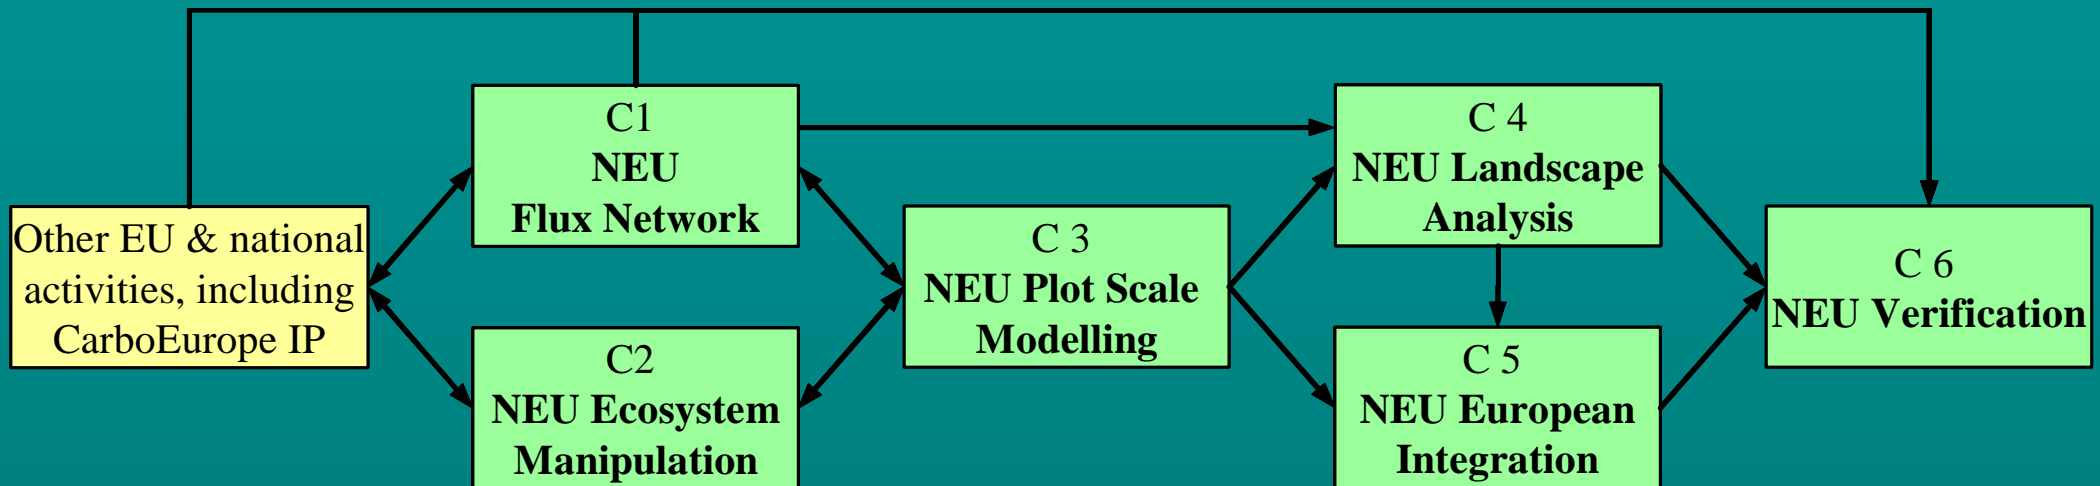 Other EU & national
activities, including
CarboEurope IP
C1
NEU
Flux Network
C2
NEU Ecosystem
Manipulation
C 3
NEU Plot Scale
Modelling
C 4
NEU Landscape
Analysis
C 5
NEU European
Integration
C 6
NEU Verification